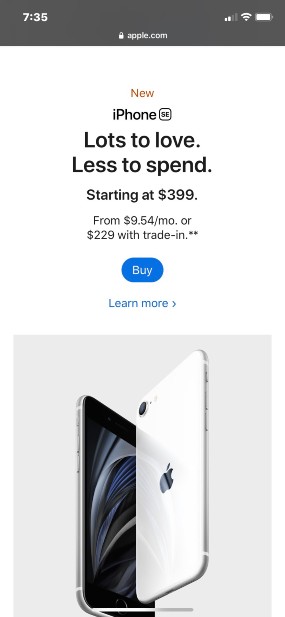 7:35
apple.com
New
iPhone SE
Lots to love.
Less to spend.
Starting at $399.
From $9.54/mo. or
$229 with trade-in.**
Buy
Learn more ›